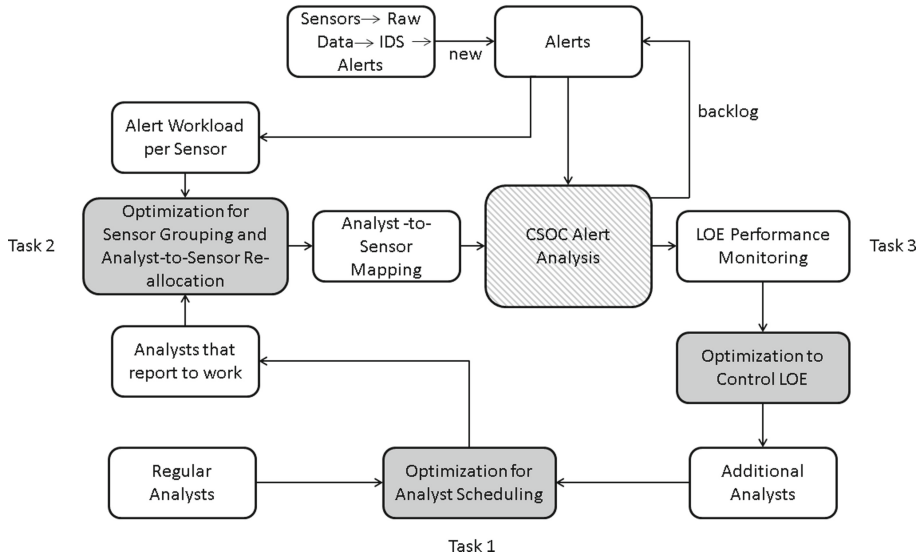 Sensors→ Raw
Data→ IDS →
Alerts
new
Alerts
backlog
Alert Workload
per Sensor
Task 2
Optimization for
Sensor Grouping and
Analyst-to-Sensor Re-
allocation
Analyst -to-
Sensor
Mapping
CSOC Alert
Analysis
LOE Performance
Monitoring
Task 3
Analysts that
report to work
Optimization to
Control LOE
Regular
Analysts
Optimization for
Analyst Scheduling
Additional
Analysts
Task 1